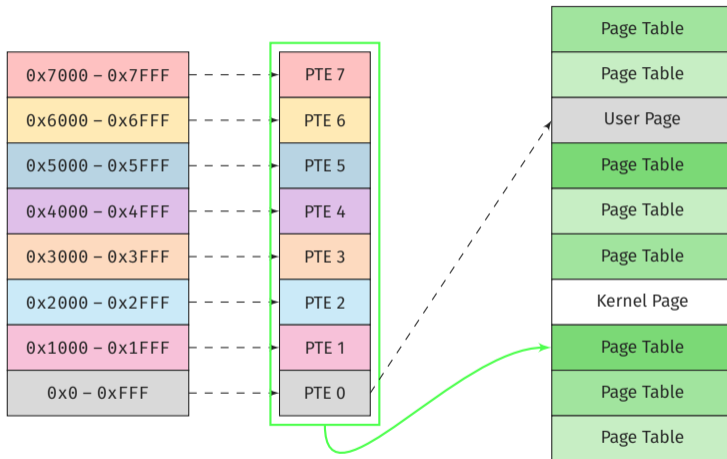 0x7000 – 0x7FFF
0x6000 – 0x6FFF
0x5000 – 0x5FFF
0x4000 – 0x4FFF
0x3000 – 0x3FFF
0x2000 – 0x2FFF
0x1000 – 0x1FFF
0x0 – 0xFFF
PTE 7
PTE 6
PTE 5
PTE 4
PTE 3
PTE 2
PTE 1
PTE 0
Page Table
Page Table
User Page
Page Table
Page Table
Page Table
Kernel Page
Page Table
Page Table
Page Table